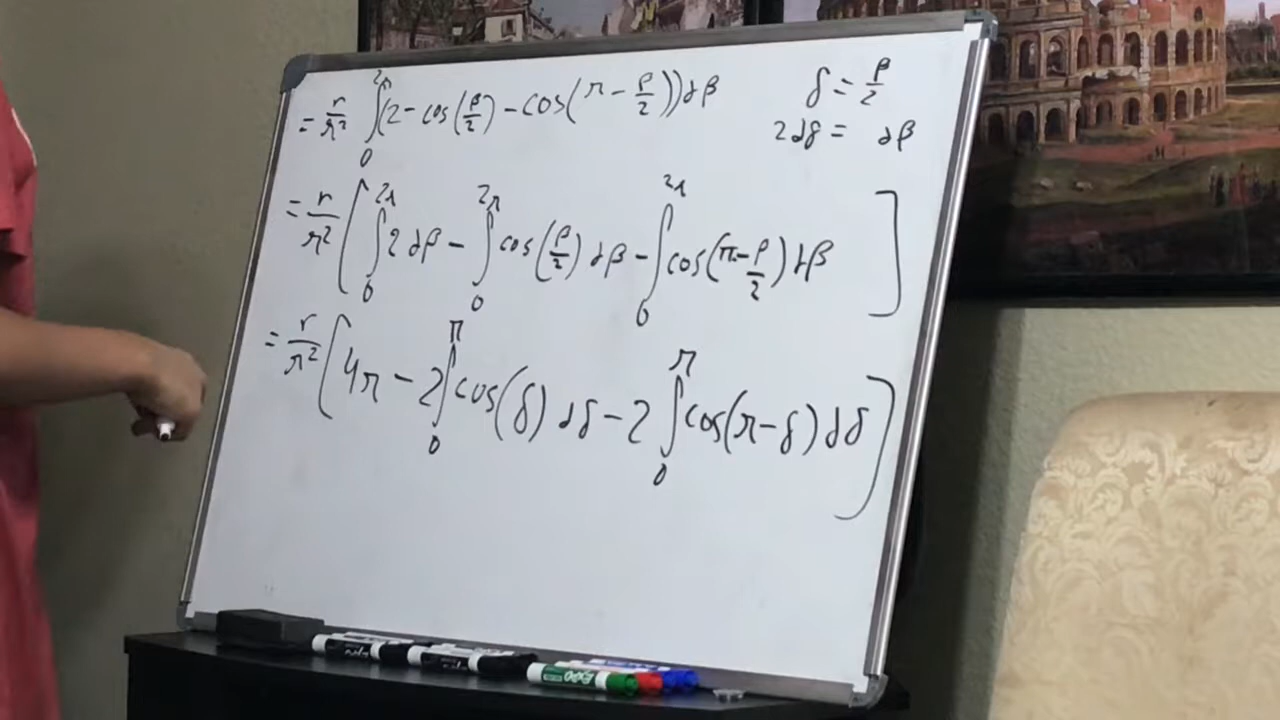 = r/π² ∫₀^{2π} (2 − cos(β/2) − cos(π − β/2)) dβ
δ = β/2
2dδ = dβ
= r/π² [ ∫₀^{2π} 2 dβ − ∫₀^{2π} cos(β/2) dβ − ∫₀^{2π} cos(π − β/2) dβ ]
= r/π² [ 4π − 2∫₀^{π} cos(δ) dδ − 2 ∫₀^{π} cos(π − δ) dδ ]
EXPO